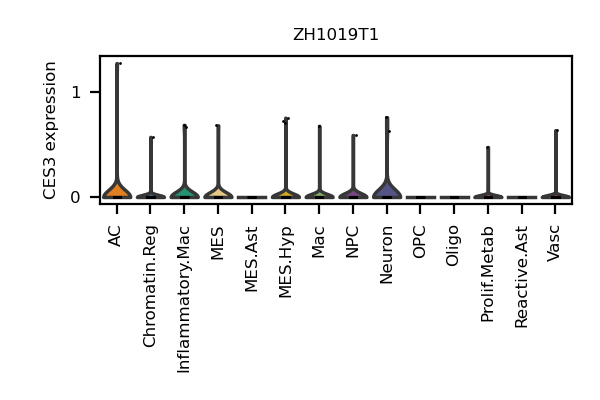 ZH1019T1
CES3 expression
1
0
AC
Chromatin.Reg
Inflammatory.Mac
MES
MES.Ast
MES.Hyp
Mac
NPC
Neuron
OPC
Oligo
Prolif.Metab
Reactive.Ast
Vasc